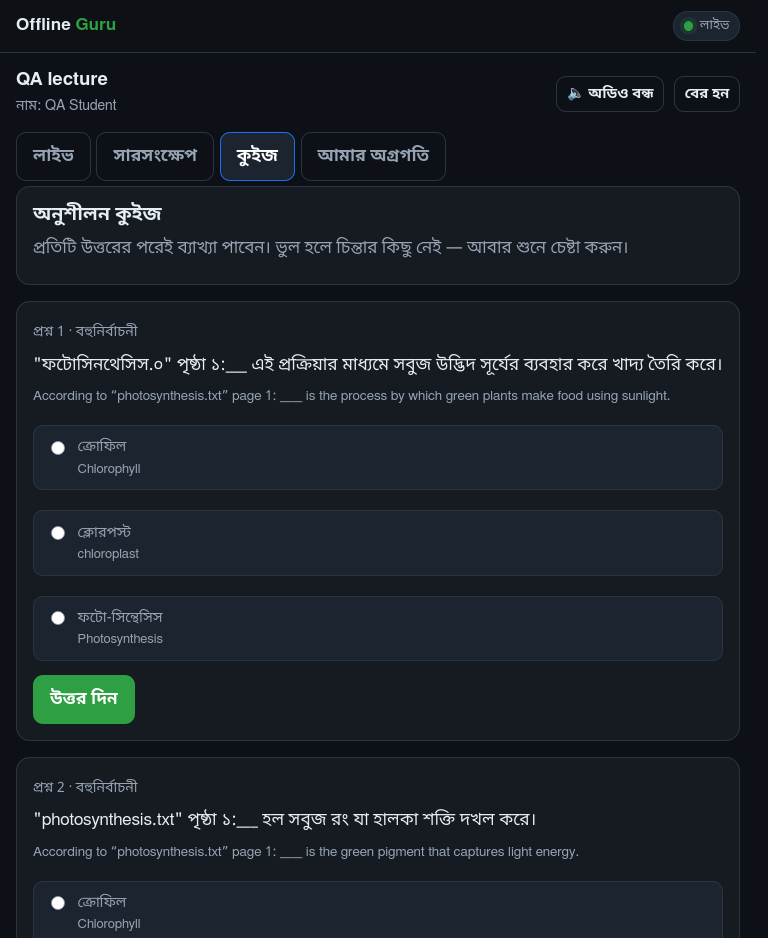 Offline Guru
লাইভ
QA lecture
নাম: QA Student
🔈 অডিও বন্ধ
বের হন
লাইভ
সারসংক্ষেপ
কুইজ
আমার অগ্রগতি
অনুশীলন কুইজ
প্রতিটি উত্তরের পরেই ব্যাখ্যা পাবেন। ভুল হলে চিন্তার কিছু নেই — আবার শুনে চেষ্টা করুন।
প্রশ্ন 1 · বহুনির্বাচনী
"ফটোসিনথেসিস.০" পৃষ্ঠা ১:___ এই প্রক্রিয়ার মাধ্যমে সবুজ উদ্ভিদ সূর্যের ব্যবহার করে খাদ্য তৈরি করে।
According to “photosynthesis.txt” page 1: ___ is the process by which green plants make food using sunlight.
ক্রোফিল
Chlorophyll
ক্লোরপস্ট
chloroplast
ফটো-সিন্থেসিস
Photosynthesis
উত্তর দিন
প্রশ্ন 2 · বহুনির্বাচনী
"photosynthesis.txt" পৃষ্ঠা ১:___ হল সবুজ রং যা হালকা শক্তি দখল করে।
According to “photosynthesis.txt” page 1: ___ is the green pigment that captures light energy.
ক্রোফিল
Chlorophyll